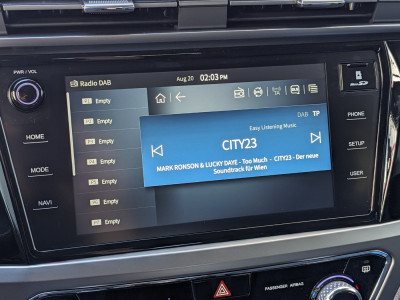 PWR / VOL
Radio DAB
Aug.20 02:03 PM
TA
Empty
Empty
Empty
Empty
Empty
Empty
Empty
DAB TP
Easy Listening Music
CITY23
MARK RONSON & LUCKY DAYE - Too Much - CITY23 - Der neue
Soundtrack für Wien
HOME
MODE
NAVI
PHONE
SETUP
USER
PASSENGER AIRBAG